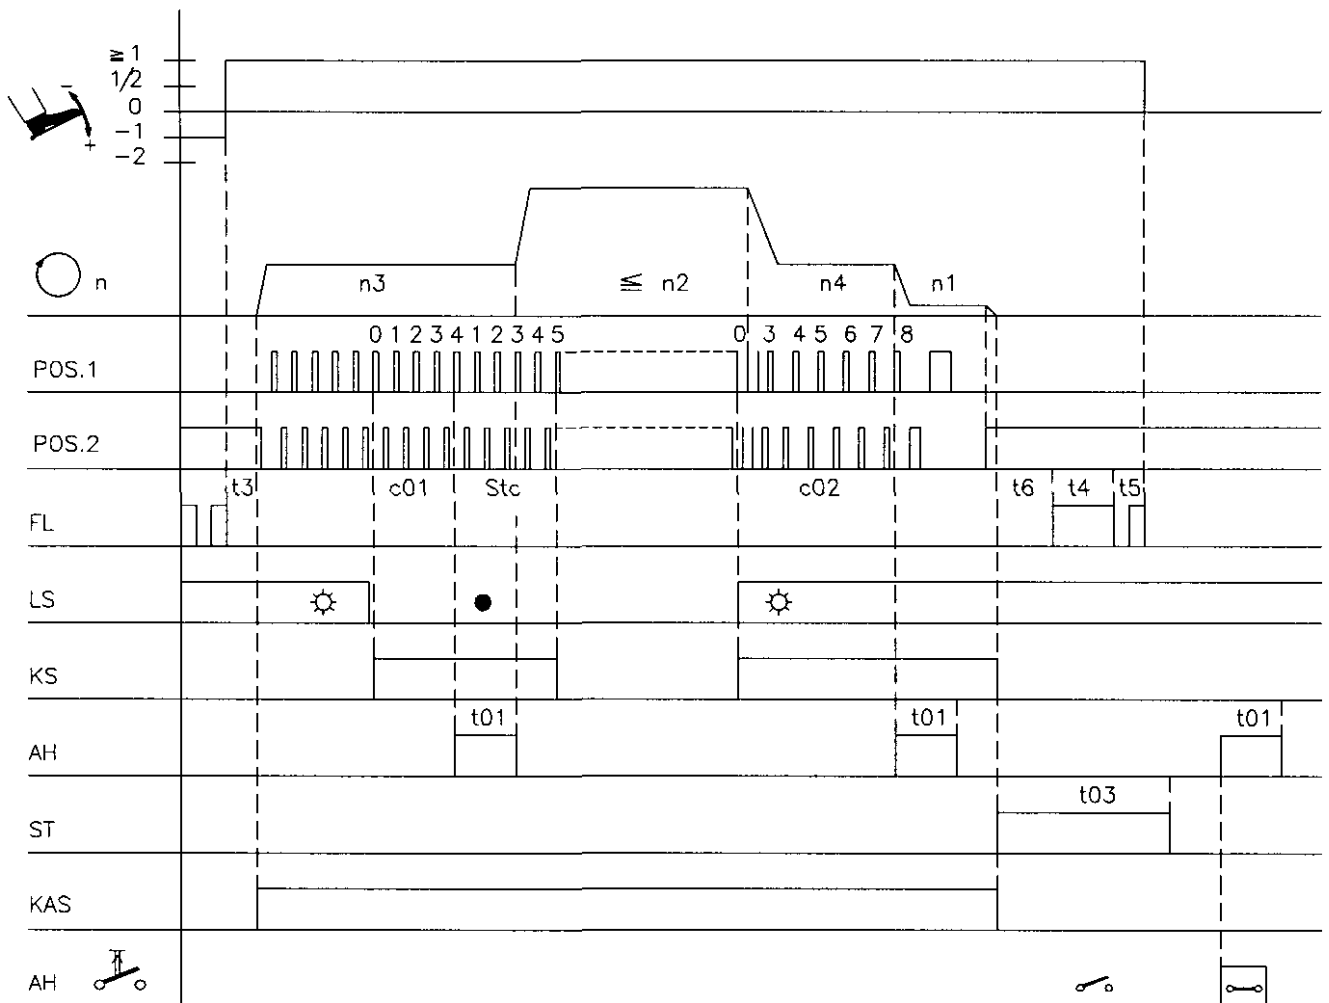 ≧ 1
1/2
0
−1
−2
−
+
n
n3
≦ n2
n4
n1
0 1 2 3 4 1 2 3 4 5
0 3 4 5 6 7 8
POS.1
POS.2
t3
c01
Stc
c02
t6
t4
t5
FL
LS
KS
t01
t01
t01
AH
t03
ST
KAS
AH